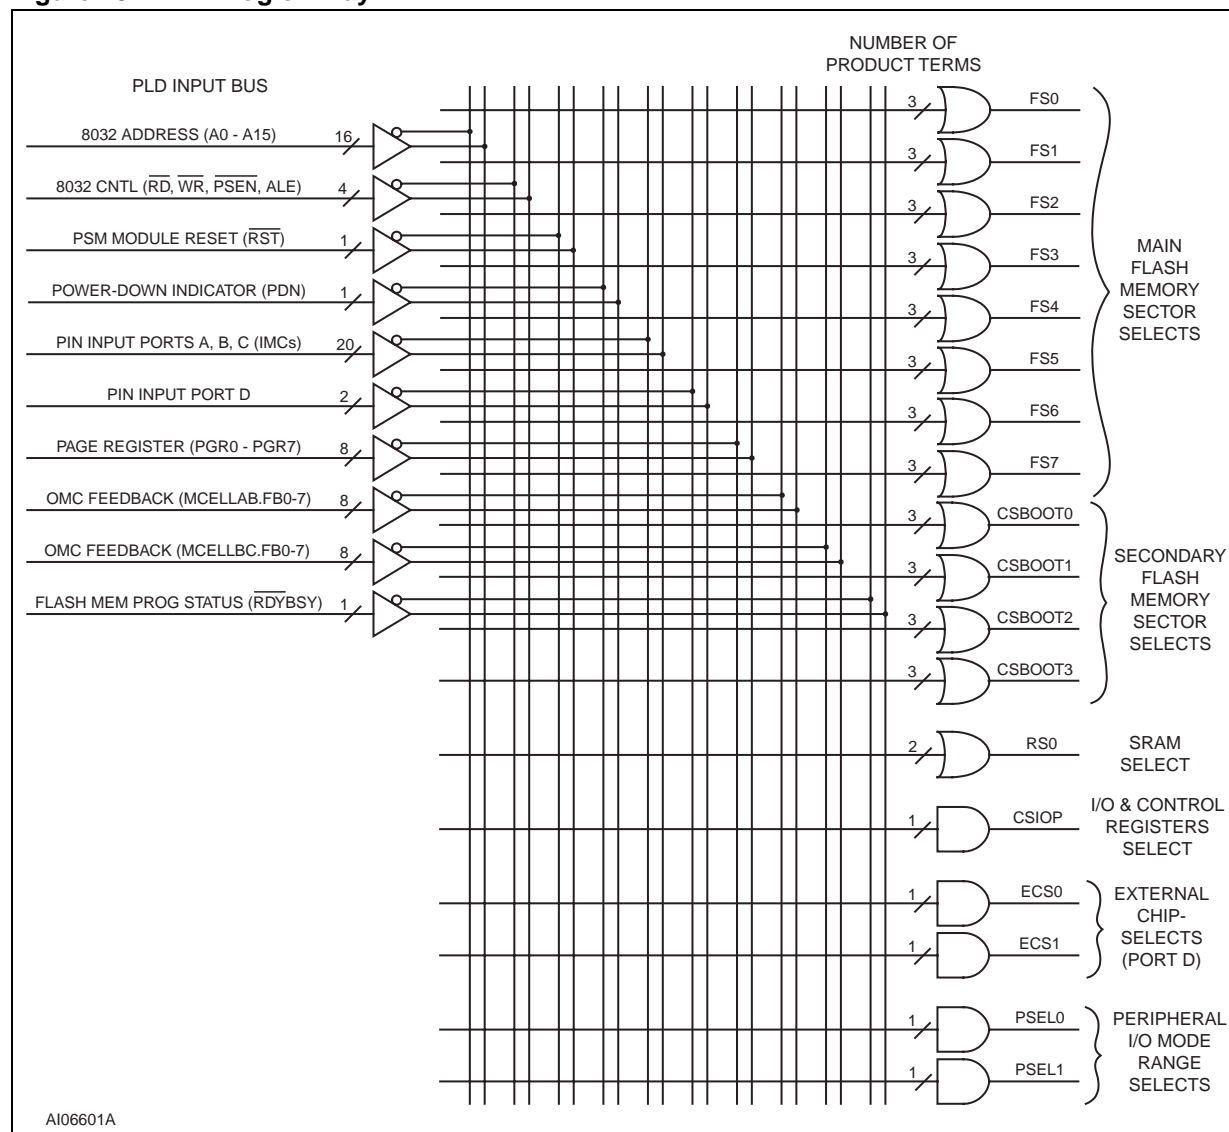 NUMBER OF
PRODUCT TERMS
PLD INPUT BUS
8032 ADDRESS (A0 - A15)
16
8032 CNTL (RD, WR, PSEN, ALE)
4
PSM MODULE RESET (RST)
1
POWER-DOWN INDICATOR (PDN)
1
PIN INPUT PORTS A, B, C (IMCs)
20
PIN INPUT PORT D
2
PAGE REGISTER (PGR0 - PGR7)
8
OMC FEEDBACK (MCELLAB.FB0-7)
8
OMC FEEDBACK (MCELLBC.FB0-7)
8
FLASH MEM PROG STATUS (RDYBSY)
1
3
FS0
3
FS1
3
FS2
3
FS3
3
FS4
3
FS5
3
FS6
3
FS7
MAIN
FLASH
MEMORY
SECTOR
SELECTS
3
CSBOOT0
3
CSBOOT1
3
CSBOOT2
3
CSBOOT3
SECONDARY
FLASH
MEMORY
SECTOR
SELECTS
2
RS0
SRAM
SELECT
1
CSIOP
I/O & CONTROL
REGISTERS
SELECT
1
ECS0
1
ECS1
EXTERNAL
CHIP-
SELECTS
(PORT D)
1
PSEL0
1
PSEL1
PERIPHERAL
I/O MODE
RANGE
SELECTS
AI06601A